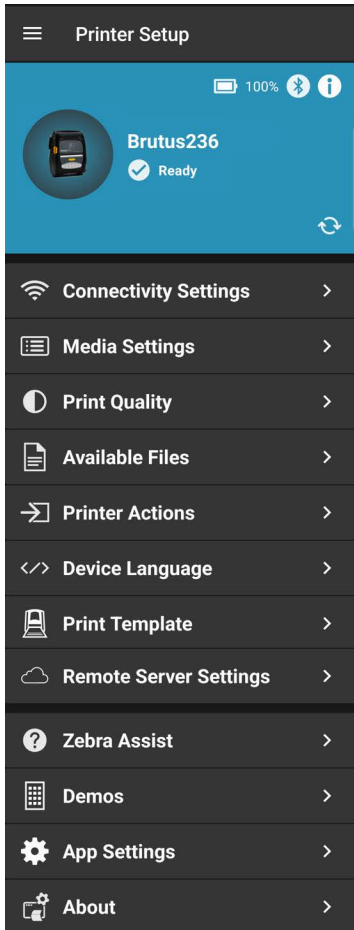 Printer Setup
100%
Brutus236
Ready
Connectivity Settings
Media Settings
Print Quality
Available Files
Printer Actions
Device Language
Print Template
Remote Server Settings
Zebra Assist
Demos
App Settings
About